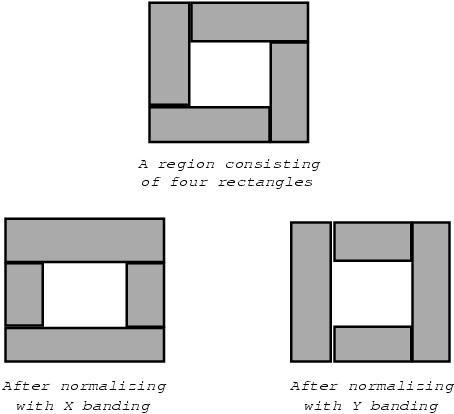 A region consisting
of four rectangles
After normalizing
with X banding
After normalizing
with Y banding